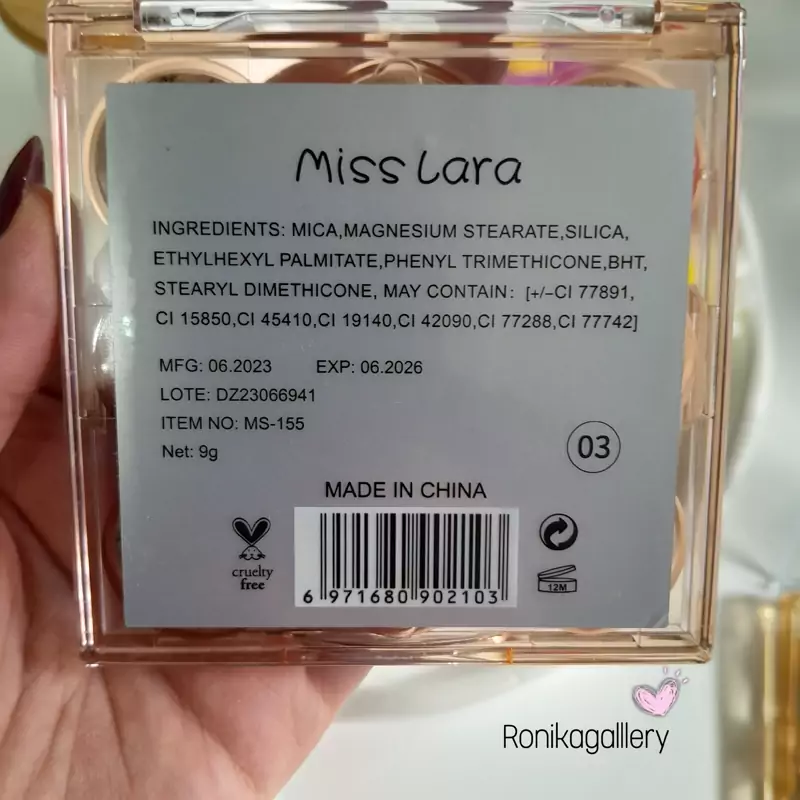 Miss Lara
INGREDIENTS: MICA,MAGNESIUM STEARATE,SILICA,
ETHYLHEXYL PALMITATE,PHENYL TRIMETHICONE,BHT,
STEARYL DIMETHICONE, MAY CONTAIN: [+/-CI 77891,
CI 15850,CI 45410,CI 19140,CI 42090,CI 77288,CI 77742]
MFG: 06.2023 EXP: 06.2026
LOTE: DZ23066941
ITEM NO: MS-155
Net: 9g
03
MADE IN CHINA
cruelty
free
6 971680 902103
12M
Ronikagalllery